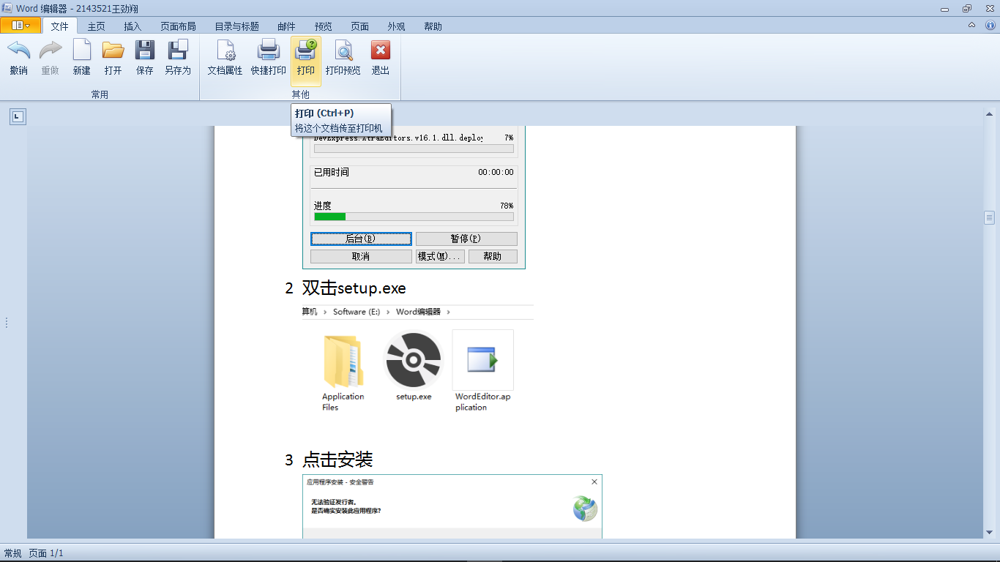 Word 编辑器 - 2143521王劲翔
文件 主页 插入 页面布局 目录与标题 邮件 预览 页面 外观 帮助
撤销 重做 新建 打开 保存 另存为 文档属性 快捷打印 打印 打印预览 退出
常用 其他
打印 (Ctrl+P)
将这个文档传至打印机
DevExpress.XtraEditors.v16.1.dll.deploy 7%
已用时间 00:00:00
进度 78%
后台(B) 暂停(P)
取消 模式(M)... 帮助
2 双击setup.exe
算机 › Software (E:) › Word编辑器 ›
Application
Files
setup.exe
WordEditor.ap
plication
3 点击安装
应用程序安装 - 安全警告
无法验证发行者。
是否确实安装此应用程序?
常规 页面 1/1